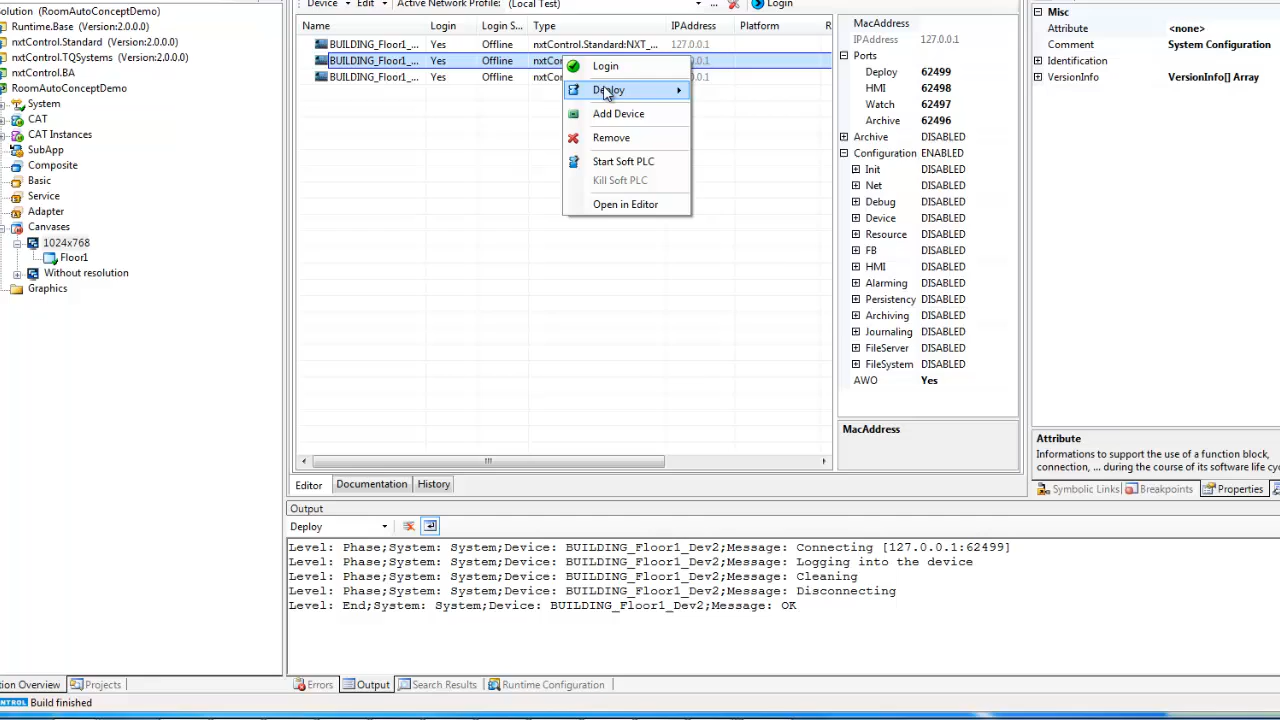 Device Edit Active Network Profile: (Local Test) ... Login
olution (RoomAutoConceptDemo)
Runtime.Base (Version:2.0.0.0)
nxtControl.Standard (Version:2.0.0.0)
nxtControl.TQSystems (Version:2.0.0.0)
nxtControl.BA
RoomAutoConceptDemo
System
CAT
CAT Instances
SubApp
Composite
Basic
Service
Adapter
Canvases
1024x768
Floor1
Without resolution
Graphics
Name Login Login S... Type IPAddress Platform R
BUILDING_Floor1_... Yes Offline nxtControl.Standard:NXT_... 127.0.0.1
BUILDING_Floor1_... Yes Offline nxtCo 0.1
BUILDING_Floor1_... Yes Offline nxtCo 0.1
Login
Deploy
Add Device
Remove
Start Soft PLC
Kill Soft PLC
Open in Editor
MacAddress
IPAddress 127.0.0.1
Ports
Deploy 62499
HMI 62498
Watch 62497
Archive 62496
Archive DISABLED
Configuration ENABLED
Init DISABLED
Net DISABLED
Debug DISABLED
Device DISABLED
Resource DISABLED
FB DISABLED
HMI DISABLED
Alarming DISABLED
Persistency DISABLED
Archiving DISABLED
Journaling DISABLED
FileServer DISABLED
FileSystem DISABLED
AWO Yes
MacAddress
Misc
Attribute <none>
Comment System Configuration
Identification
VersionInfo VersionInfo[] Array
Attribute
Informations to support the use of a function block,
connection, ... during the course of its software life cyc
Symbolic Links Breakpoints Properties
Editor Documentation History
Output
Deploy
Level: Phase;System: System;Device: BUILDING_Floor1_Dev2;Message: Connecting [127.0.0.1:62499]
Level: Phase;System: System;Device: BUILDING_Floor1_Dev2;Message: Logging into the device
Level: Phase;System: System;Device: BUILDING_Floor1_Dev2;Message: Cleaning
Level: Phase;System: System;Device: BUILDING_Floor1_Dev2;Message: Disconnecting
Level: End;System: System;Device: BUILDING_Floor1_Dev2;Message: OK
tion Overview Projects Errors Output Search Results Runtime Configuration
CONTROL Build finished